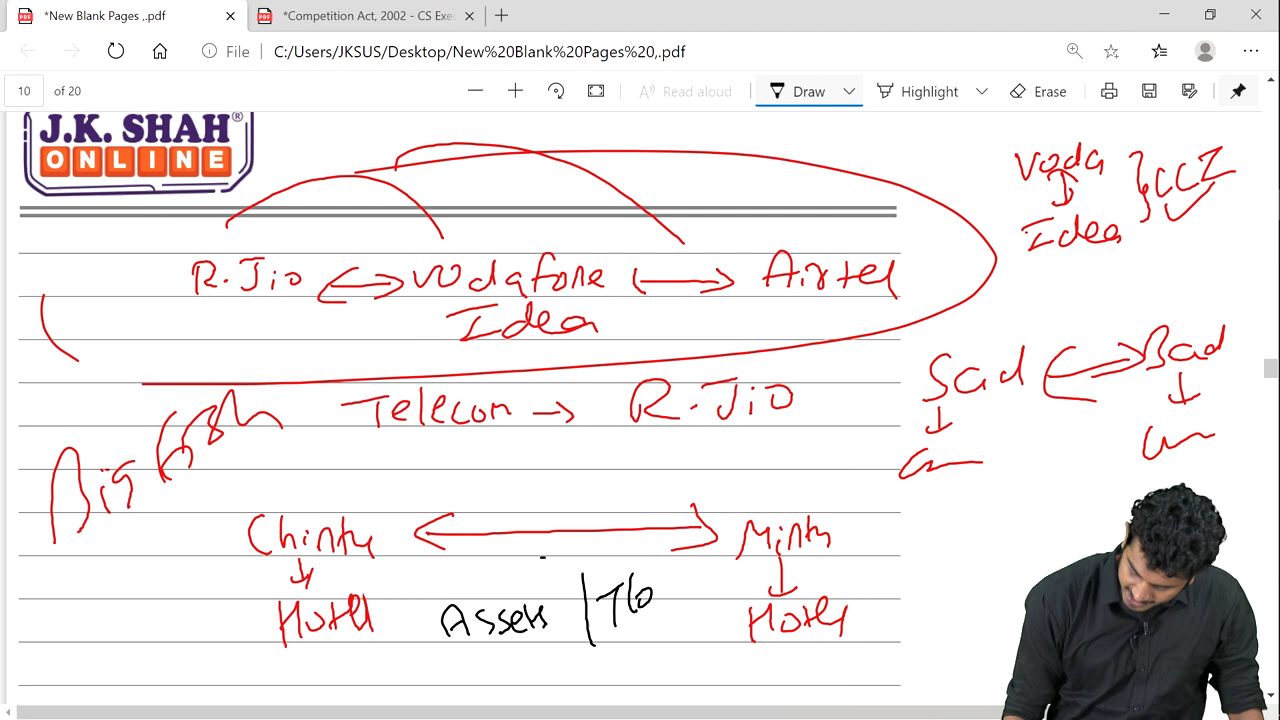 *New Blank Pages ,.pdf
*Competition Act, 2002 - CS Exec
File
C:/Users/JKSUS/Desktop/New%20Blank%20Pages%20,.pdf
10 of 20
Read aloud
Draw
Highlight
Erase
J.K. SHAH®
ONLINE
Voda
Idea
CCI
R.Jio Vodafone Airtel
Idea
Sad Bad
Telecon → R.Jio
Big fish
Chintu Mintu
Hotel Assets | T/o Hotel